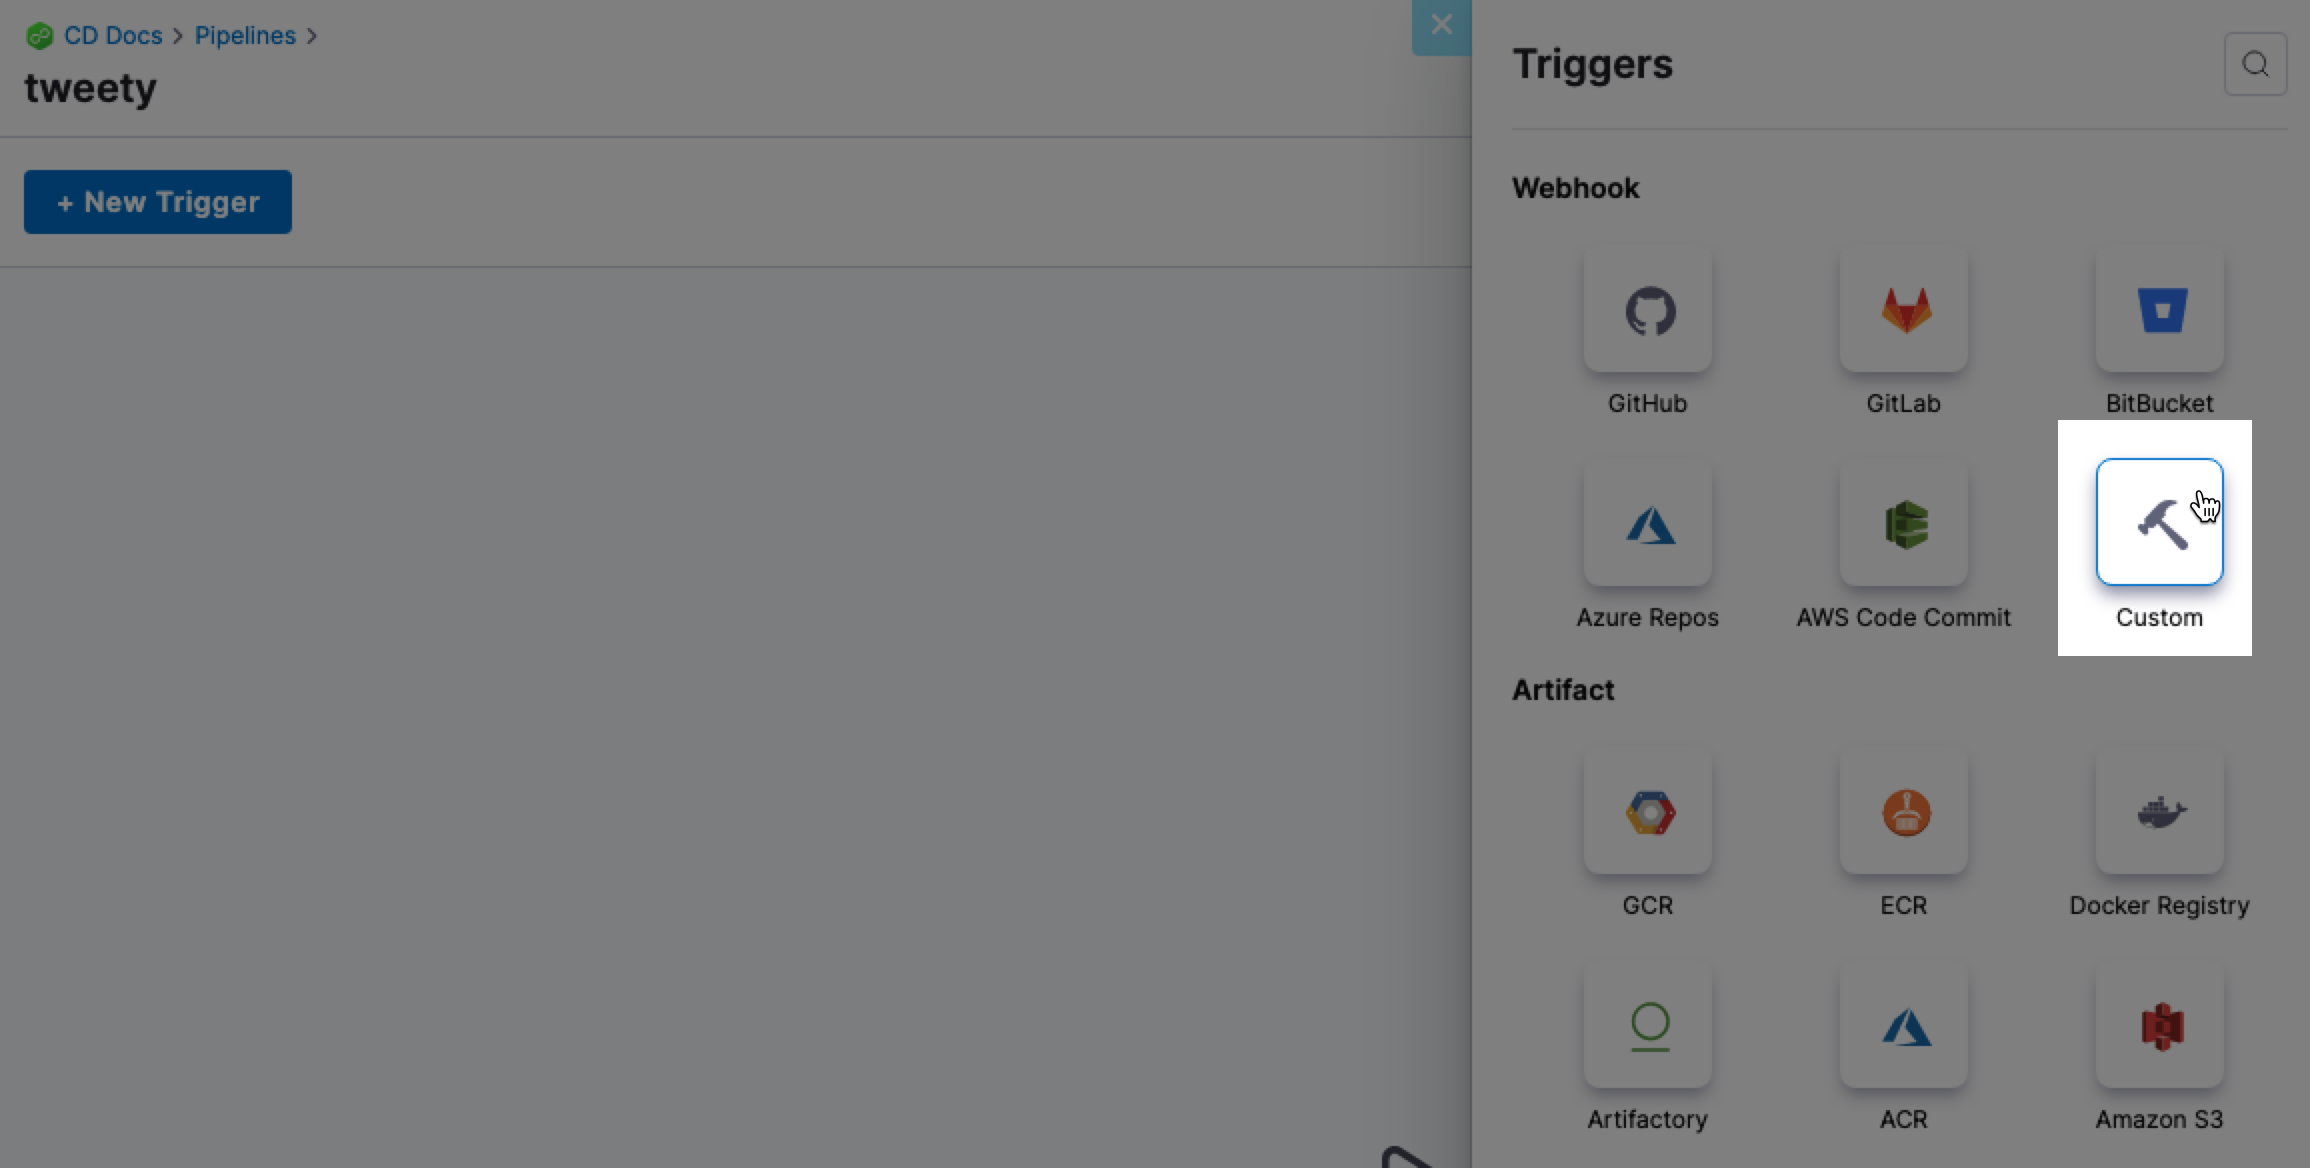 CD Docs > Pipelines >
tweety
+ New Trigger
Triggers
Webhook
GitHub
GitLab
BitBucket
Azure Repos
AWS Code Commit
Custom
Artifact
GCR
ECR
Docker Registry
Artifactory
ACR
Amazon S3